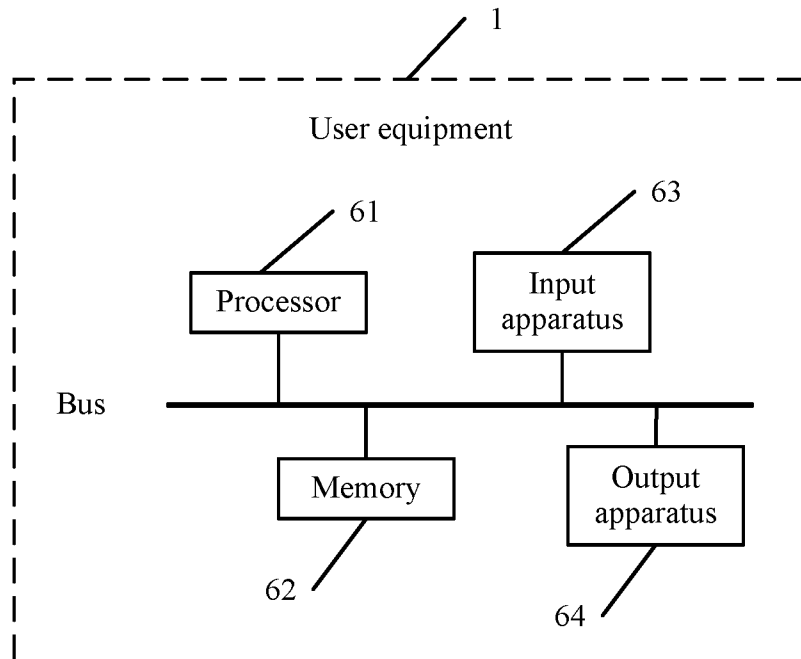 1
User equipment
61
63
Processor
Input
apparatus
Bus
Memory
Output
apparatus
62
64